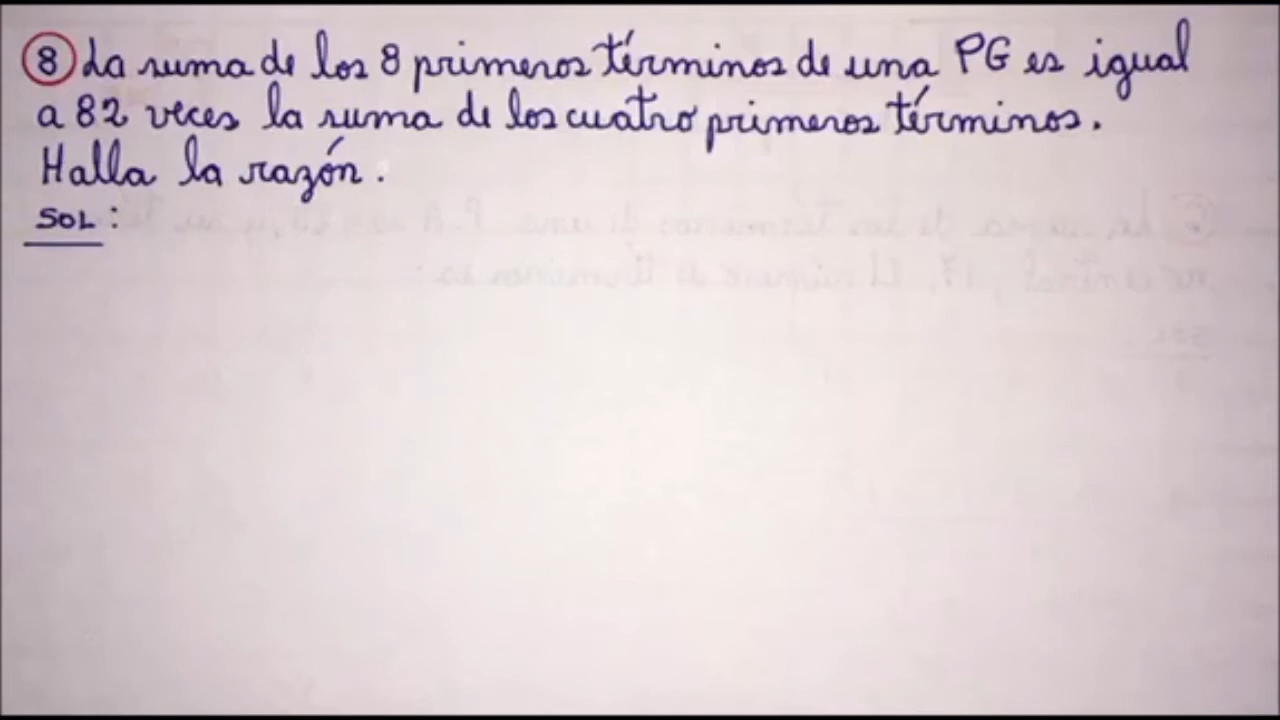 8 La suma de los 8 primeros términos de una PG es igual
a 82 veces la suma de los cuatro primeros términos.
Halla la razón.
SOL: